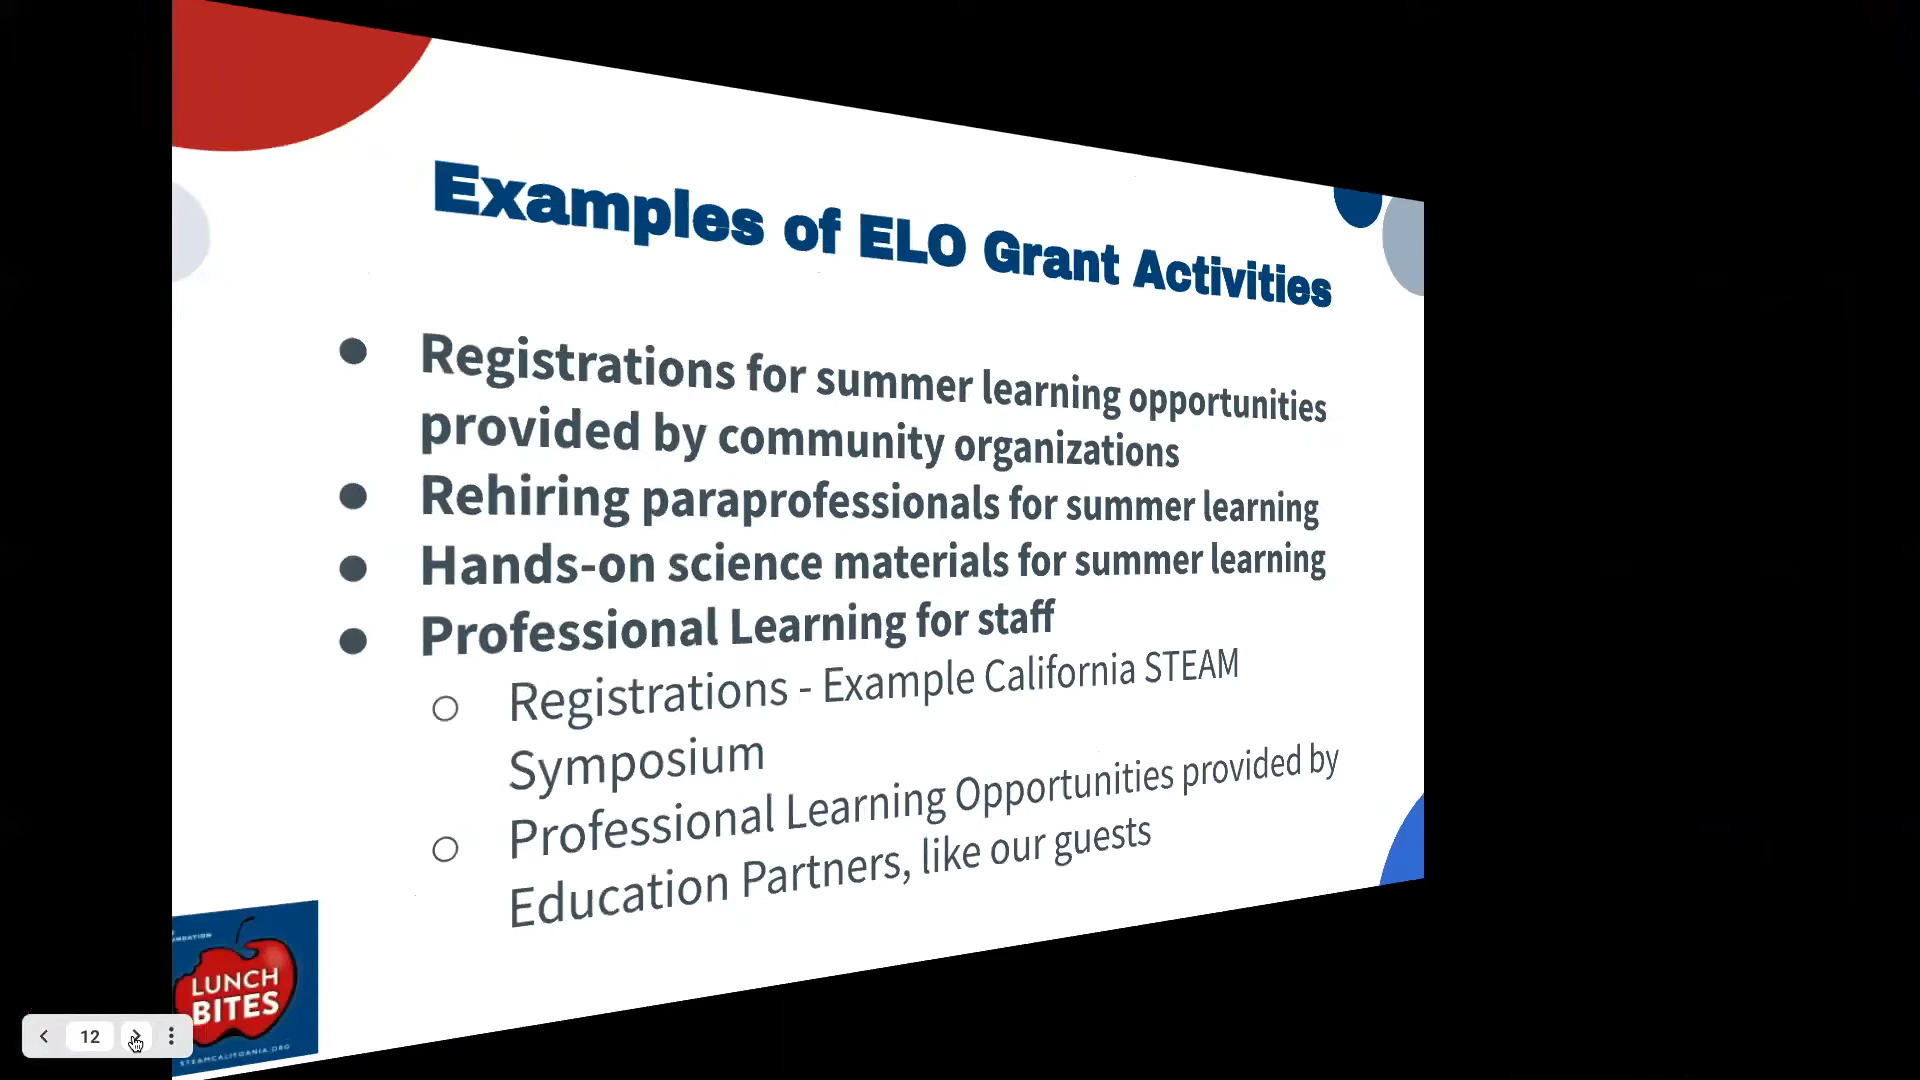 Examples of ELO Grant Activities
● Registrations for summer learning opportunities
provided by community organizations
● Rehiring paraprofessionals for summer learning
● Hands-on science materials for summer learning
● Professional Learning for staff
○ Registrations - Example California STEAM
Symposium
○ Professional Learning Opportunities provided by
Education Partners, like our guests
LUNCH
BITES
STEAMCALIFORNIA.ORG
12